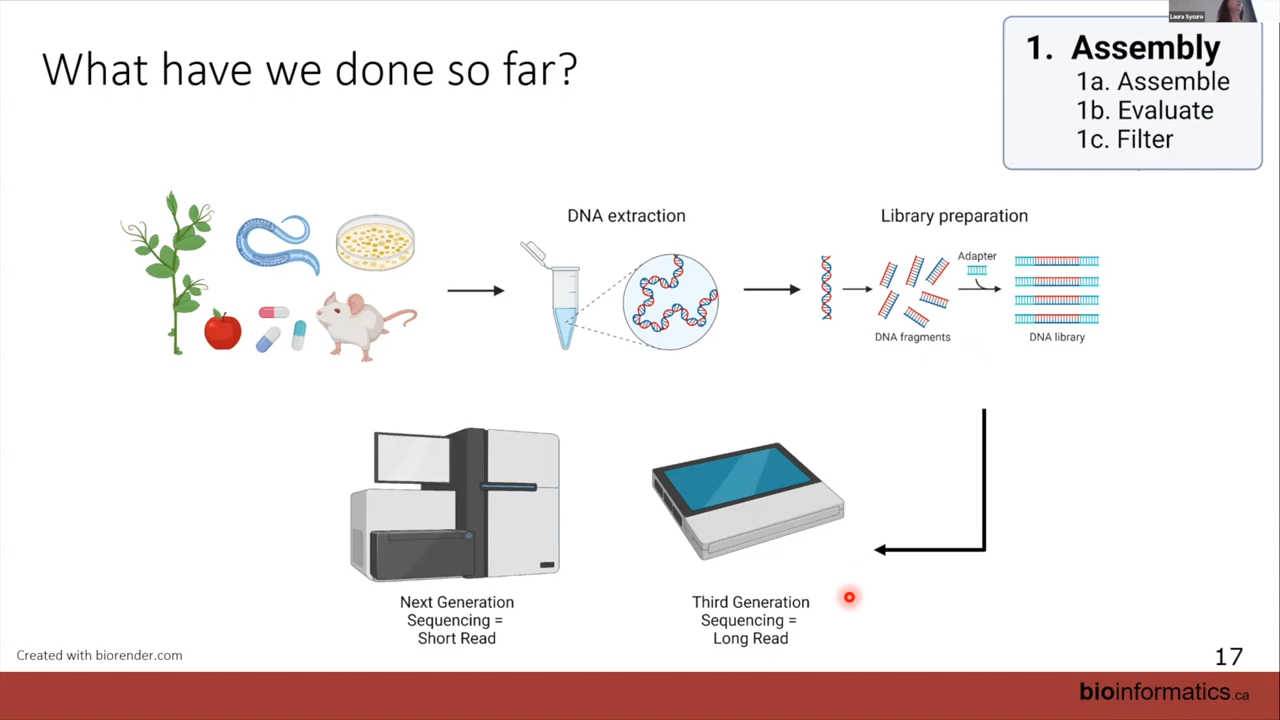 Laura Sycuro
What have we done so far?
1. Assembly
1a. Assemble
1b. Evaluate
1c. Filter
DNA extraction
Library preparation
Adapter
DNA fragments
DNA library
Next Generation
Sequencing =
Short Read
Third Generation
Sequencing =
Long Read
Created with biorender.com
17
bioinformatics.ca